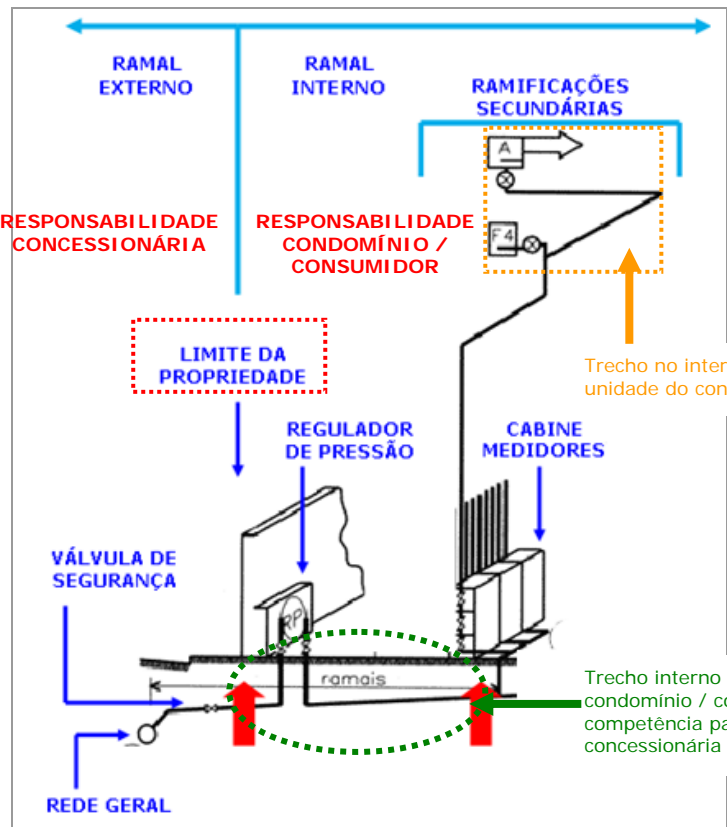 RAMAL
EXTERNO
RAMAL
INTERNO
RAMIFICAÇÕES
SECUNDÁRIAS
A
RESPONSABILIDADE
CONCESSIONÁRIA
RESPONSABILIDADE
CONDOMÍNIO /
CONSUMIDOR
F4
LIMITE DA
PROPRIEDADE
Trecho no inter
unidade do con
REGULADOR
DE PRESSÃO
CABINE
MEDIDORES
VÁLVULA DE
SEGURANÇA
RP
ramais
Trecho interno
condomínio / co
competência pa
concessionária
REDE GERAL